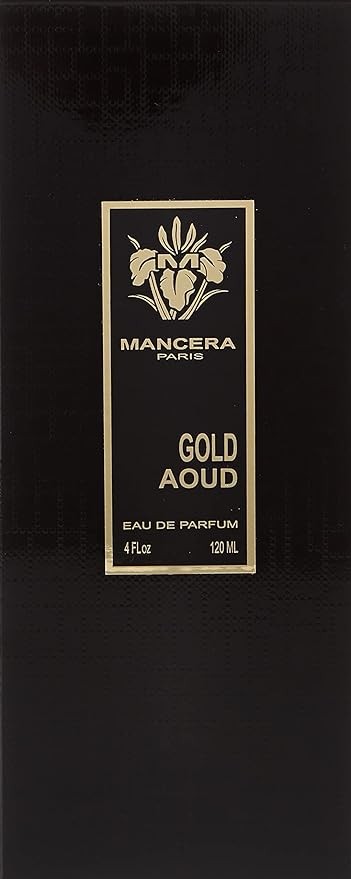 M
MANCERA
PARIS
GOLD
AOUD
EAU DE PARFUM
4 FLoz 120 ML